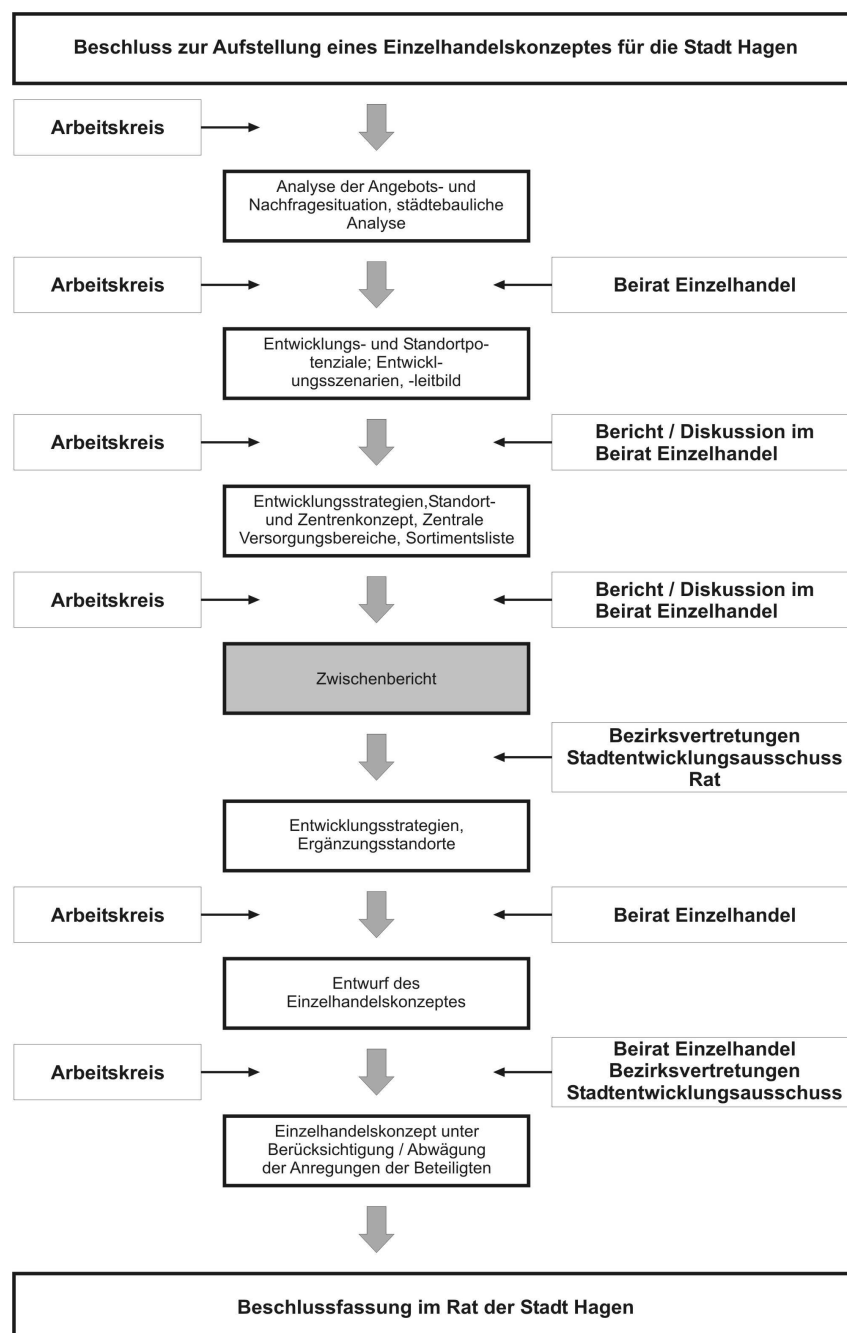 Beschluss zur Aufstellung eines Einzelhandelskonzeptes für die Stadt Hagen
Arbeitskreis
Analyse der Angebots- und
Nachfragesituation, städtebauliche
Analyse
Arbeitskreis
Beirat Einzelhandel
Entwicklungs- und Standortpo-
tenziale; Entwickl-
ungsszenarien, -leitbild
Arbeitskreis
Bericht / Diskussion im
Beirat Einzelhandel
Entwicklungsstrategien,Standort-
und Zentrenkonzept, Zentrale
Versorgungsbereiche, Sortimentsliste
Arbeitskreis
Bericht / Diskussion im
Beirat Einzelhandel
Zwischenbericht
Bezirksvertretungen
Stadtentwicklungsausschuss
Rat
Entwicklungsstrategien,
Ergänzungsstandorte
Arbeitskreis
Beirat Einzelhandel
Entwurf des
Einzelhandelskonzeptes
Arbeitskreis
Beirat Einzelhandel
Bezirksvertretungen
Stadtentwicklungsausschuss
Einzelhandelskonzept unter
Berücksichtigung / Abwägung
der Anregungen der Beteiligten
Beschlussfassung im Rat der Stadt Hagen